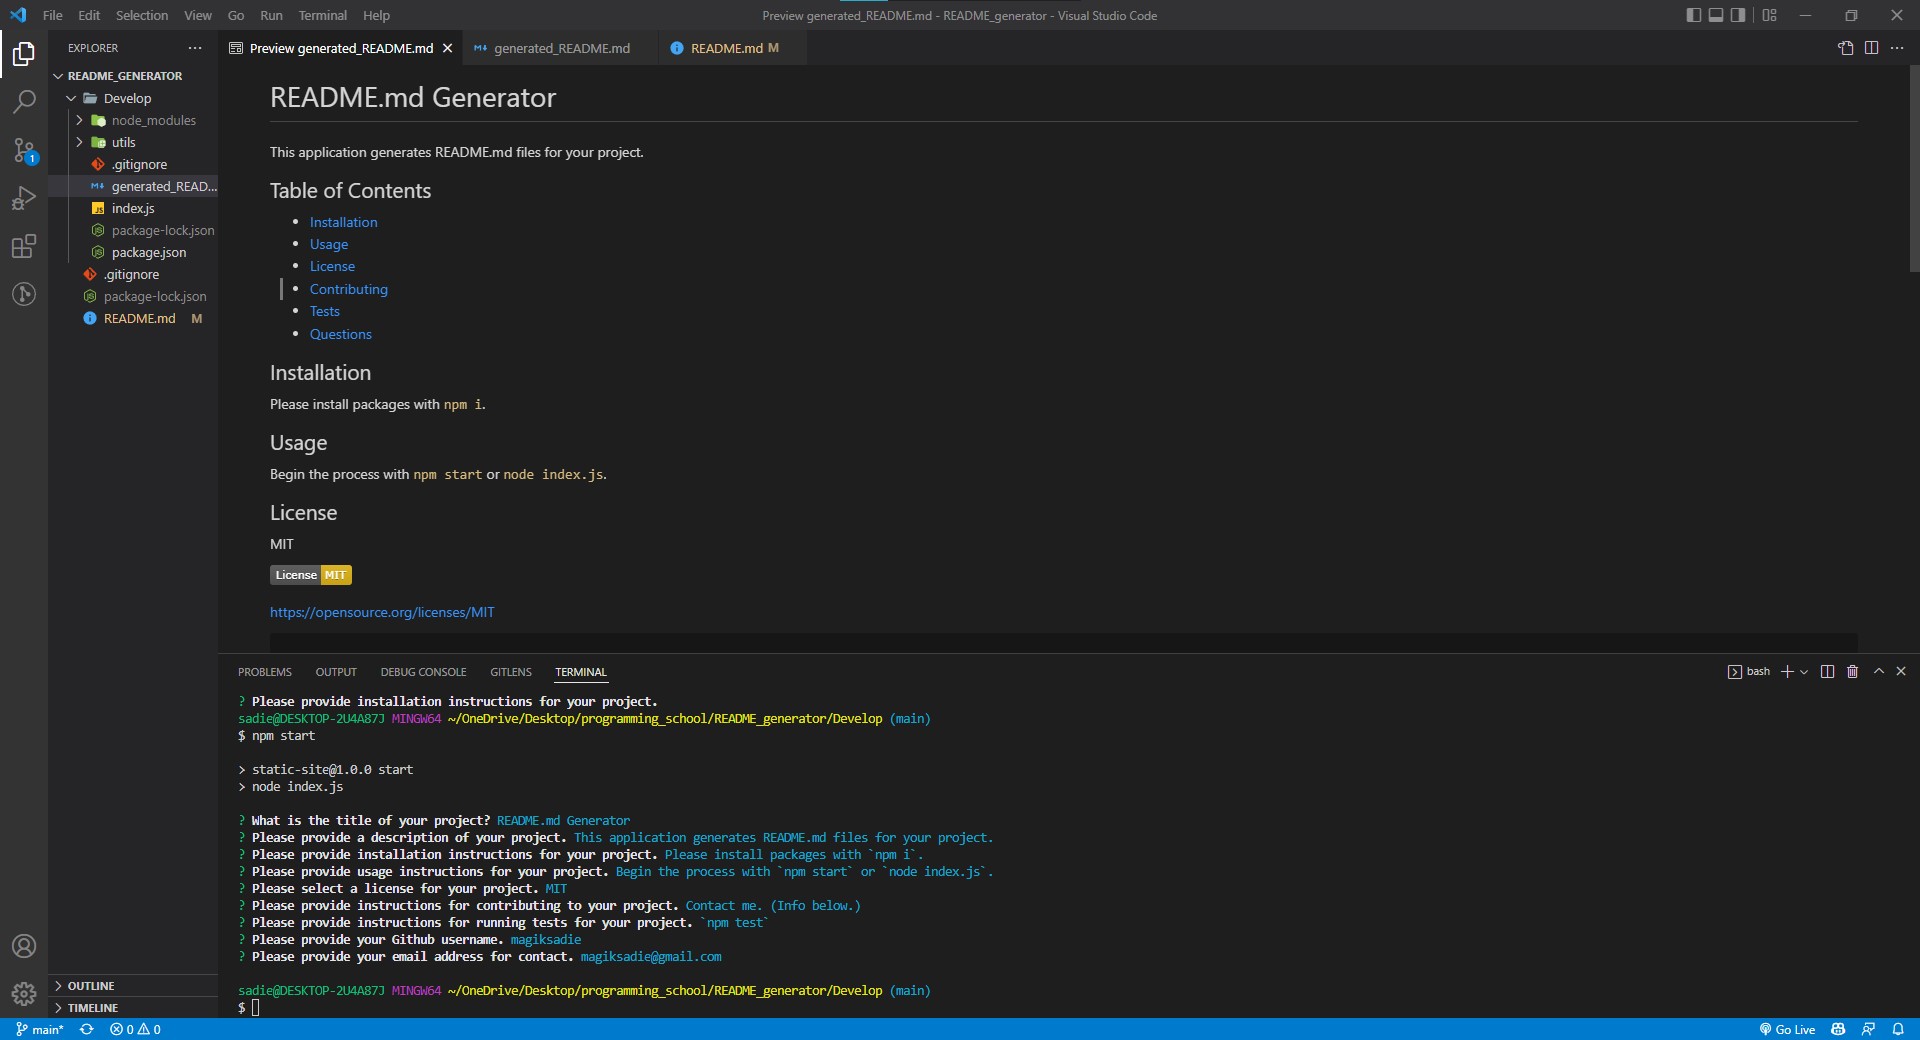 File Edit Selection View Go Run Terminal Help
Preview generated_README.md - README_generator - Visual Studio Code
EXPLORER
Preview generated_README.md
generated_README.md
README.md M
README_GENERATOR
Develop
node_modules
utils
.gitignore
generated_READ...
index.js
package-lock.json
package.json
.gitignore
package-lock.json
README.md M
1
README.md Generator
This application generates README.md files for your project.
Table of Contents
Installation
Usage
License
Contributing
Tests
Questions
Installation
Please install packages with npm i.
Usage
Begin the process with npm start or node index.js.
License
MIT
License MIT
https://opensource.org/licenses/MIT
PROBLEMS OUTPUT DEBUG CONSOLE GITLENS TERMINAL
bash
? Please provide installation instructions for your project.
sadie@DESKTOP-2U4A87J MINGW64 ~/OneDrive/Desktop/programming_school/README_generator/Develop (main)
$ npm start
> static-site@1.0.0 start
> node index.js
? What is the title of your project? README.md Generator
? Please provide a description of your project. This application generates README.md files for your project.
? Please provide installation instructions for your project. Please install packages with `npm i`.
? Please provide usage instructions for your project. Begin the process with `npm start` or `node index.js`.
? Please select a license for your project. MIT
? Please provide instructions for contributing to your project. Contact me. (Info below.)
? Please provide instructions for running tests for your project. `npm test`
? Please provide your Github username. magiksadie
? Please provide your email address for contact. magiksadie@gmail.com
sadie@DESKTOP-2U4A87J MINGW64 ~/OneDrive/Desktop/programming_school/README_generator/Develop (main)
$
OUTLINE
TIMELINE
main* 0 0
Go Live